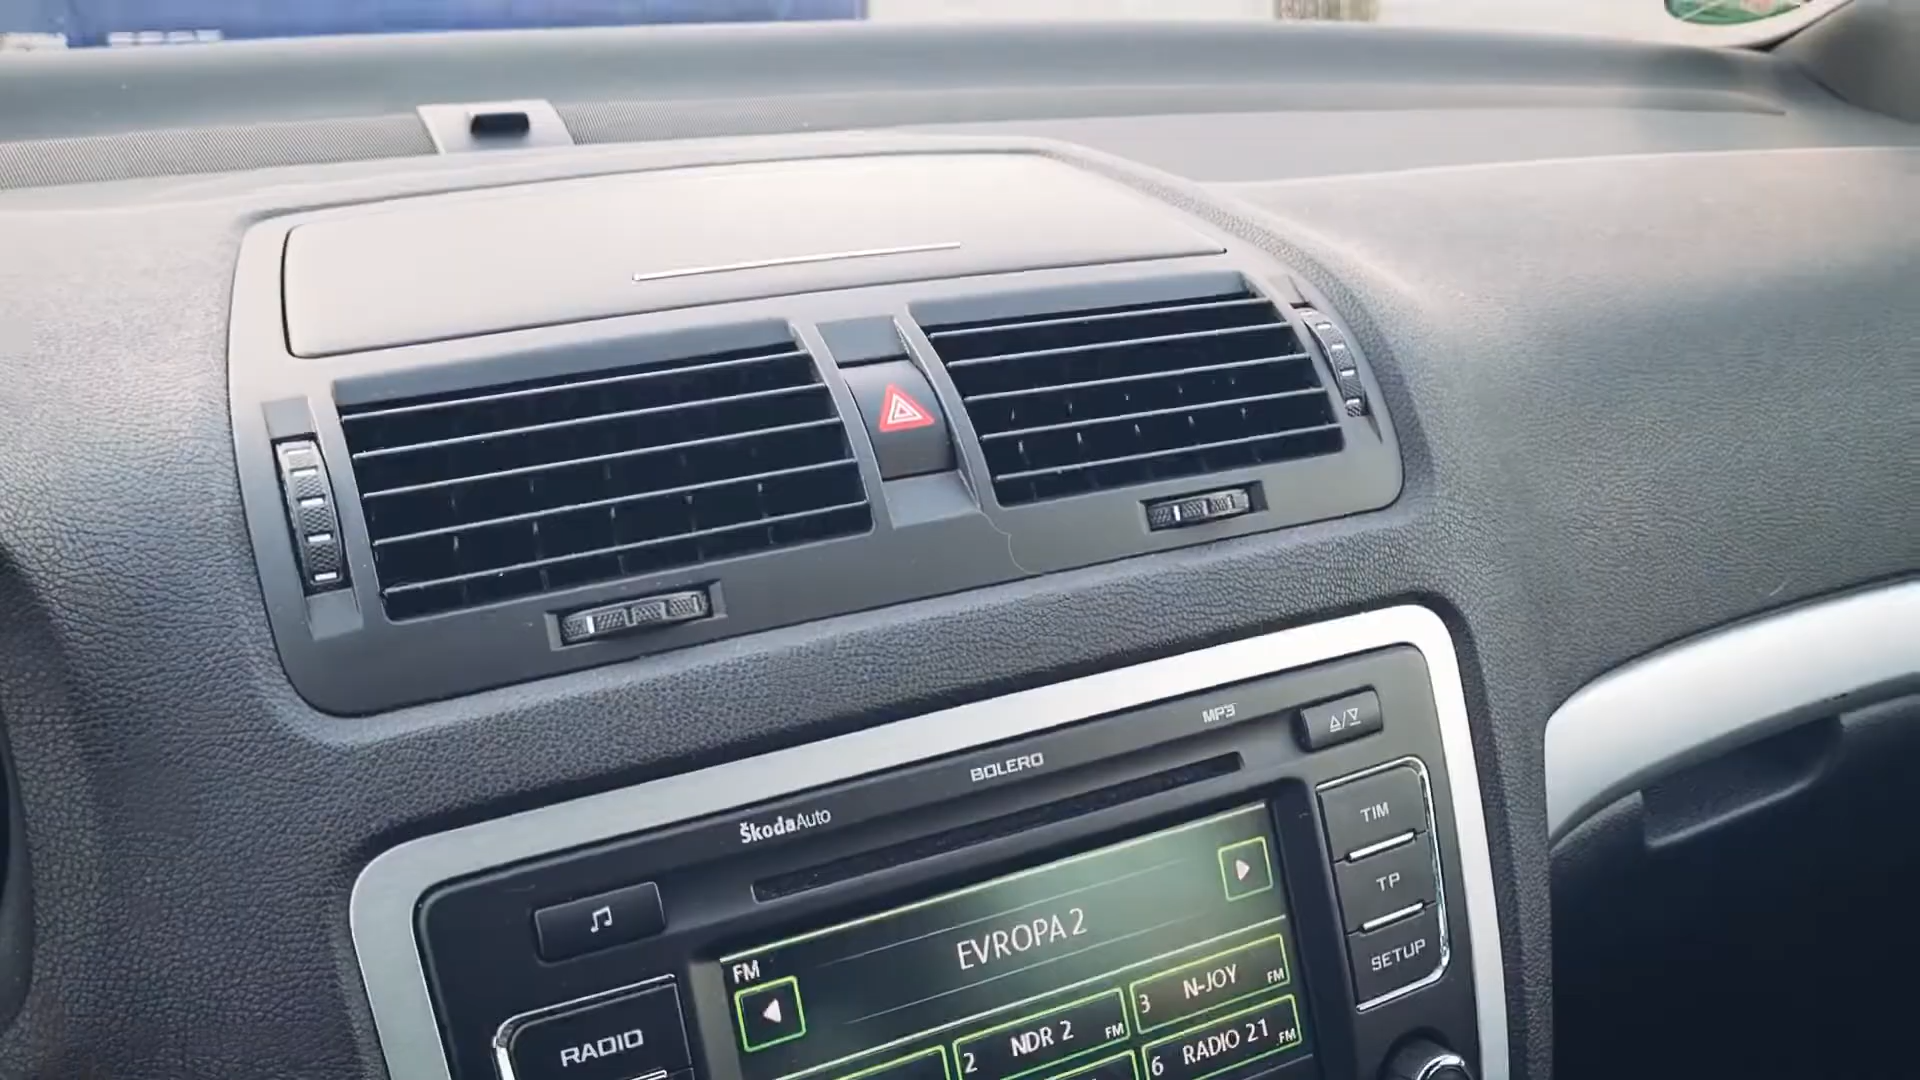 MP3
BOLERO
ŠkodaAuto
TIM
TP
SETUP
RADIO
FM
EVROPA 2
2 NDR 2 FM
3 N-JOY FM
6 RADIO 21 FM